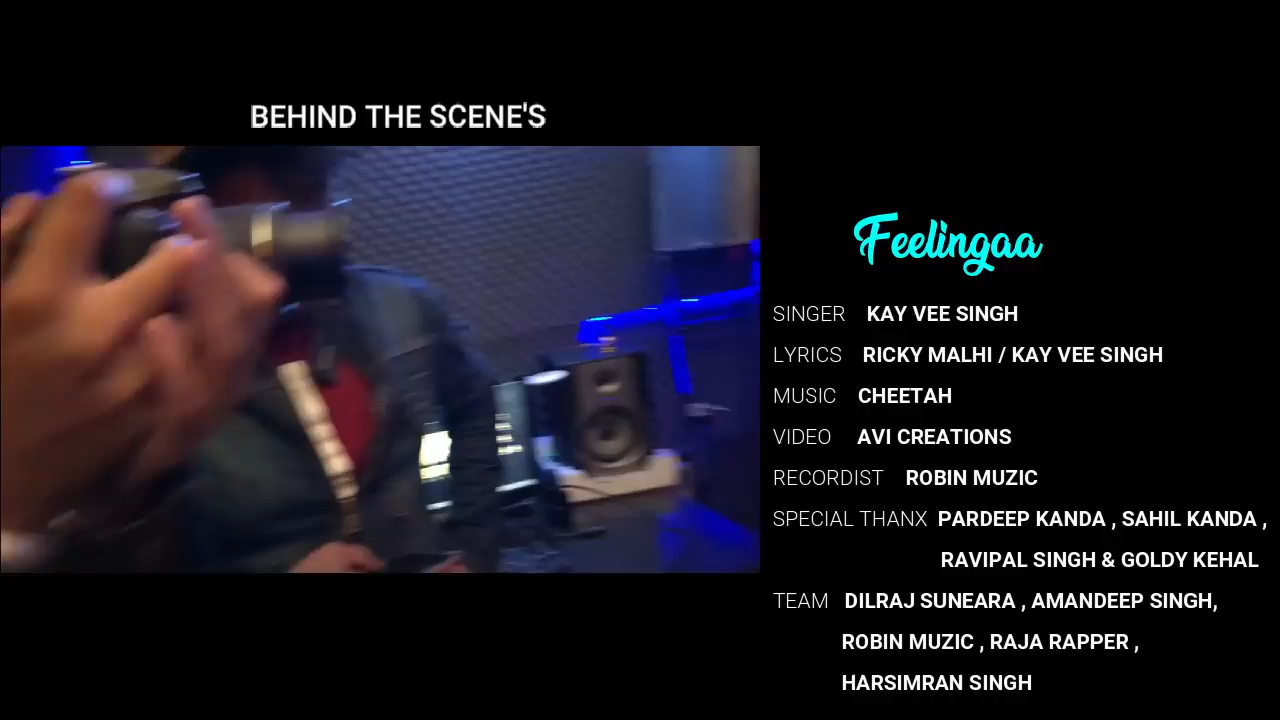 BEHIND THE SCENE'S
Feelingaa
SINGER KAY VEE SINGH
LYRICS RICKY MALHI / KAY VEE SINGH
MUSIC CHEETAH
VIDEO AVI CREATIONS
RECORDIST ROBIN MUZIC
SPECIAL THANX PARDEEP KANDA , SAHIL KANDA ,
RAVIPAL SINGH & GOLDY KEHAL
TEAM DILRAJ SUNEARA , AMANDEEP SINGH,
ROBIN MUZIC , RAJA RAPPER ,
HARSIMRAN SINGH